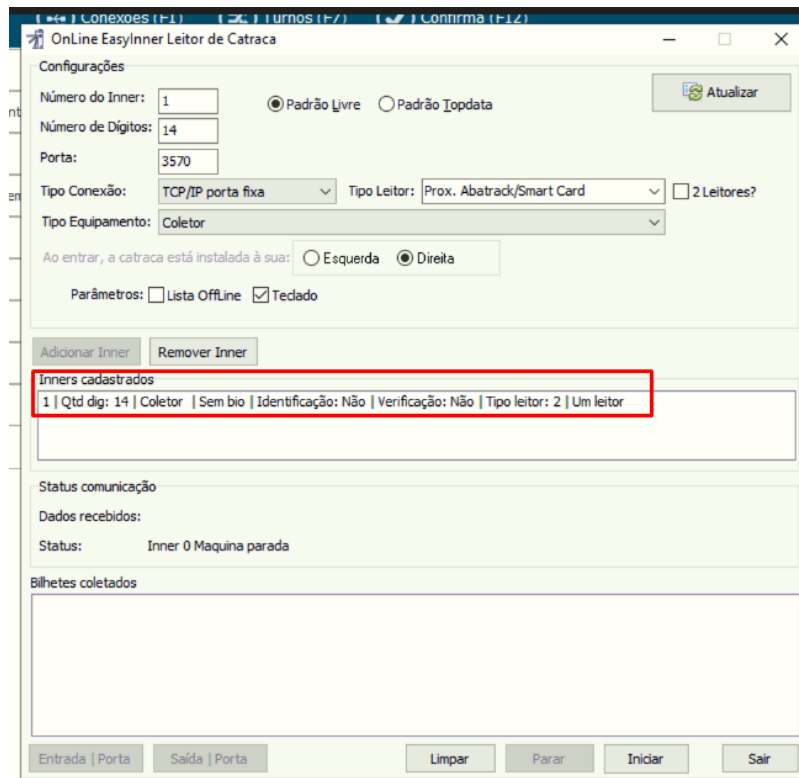 Conexões (F1) Turnos (F7) Confirma (F12)
OnLine EasyInner Leitor de Catraca
Configurações
Número do Inner: 1 Padrão Livre Padrão Topdata Atualizar
Número de Dígitos: 14
Porta: 3570
Tipo Conexão: TCP/IP porta fixa Tipo Leitor: Prox. Abatrack/Smart Card 2 Leitores?
Tipo Equipamento: Coletor
Ao entrar, a catraca está instalada à sua: Esquerda Direita
Parâmetros: Lista OffLine Teclado
Adicionar Inner Remover Inner
Inners cadastrados
1 | Qtd dig: 14 | Coletor | Sem bio | Identificação: Não | Verificação: Não | Tipo leitor: 2 | Um leitor
Status comunicação
Dados recebidos:
Status: Inner 0 Maquina parada
Bilhetes coletados
Entrada | Porta Saída | Porta Limpar Parar Iniciar Sair